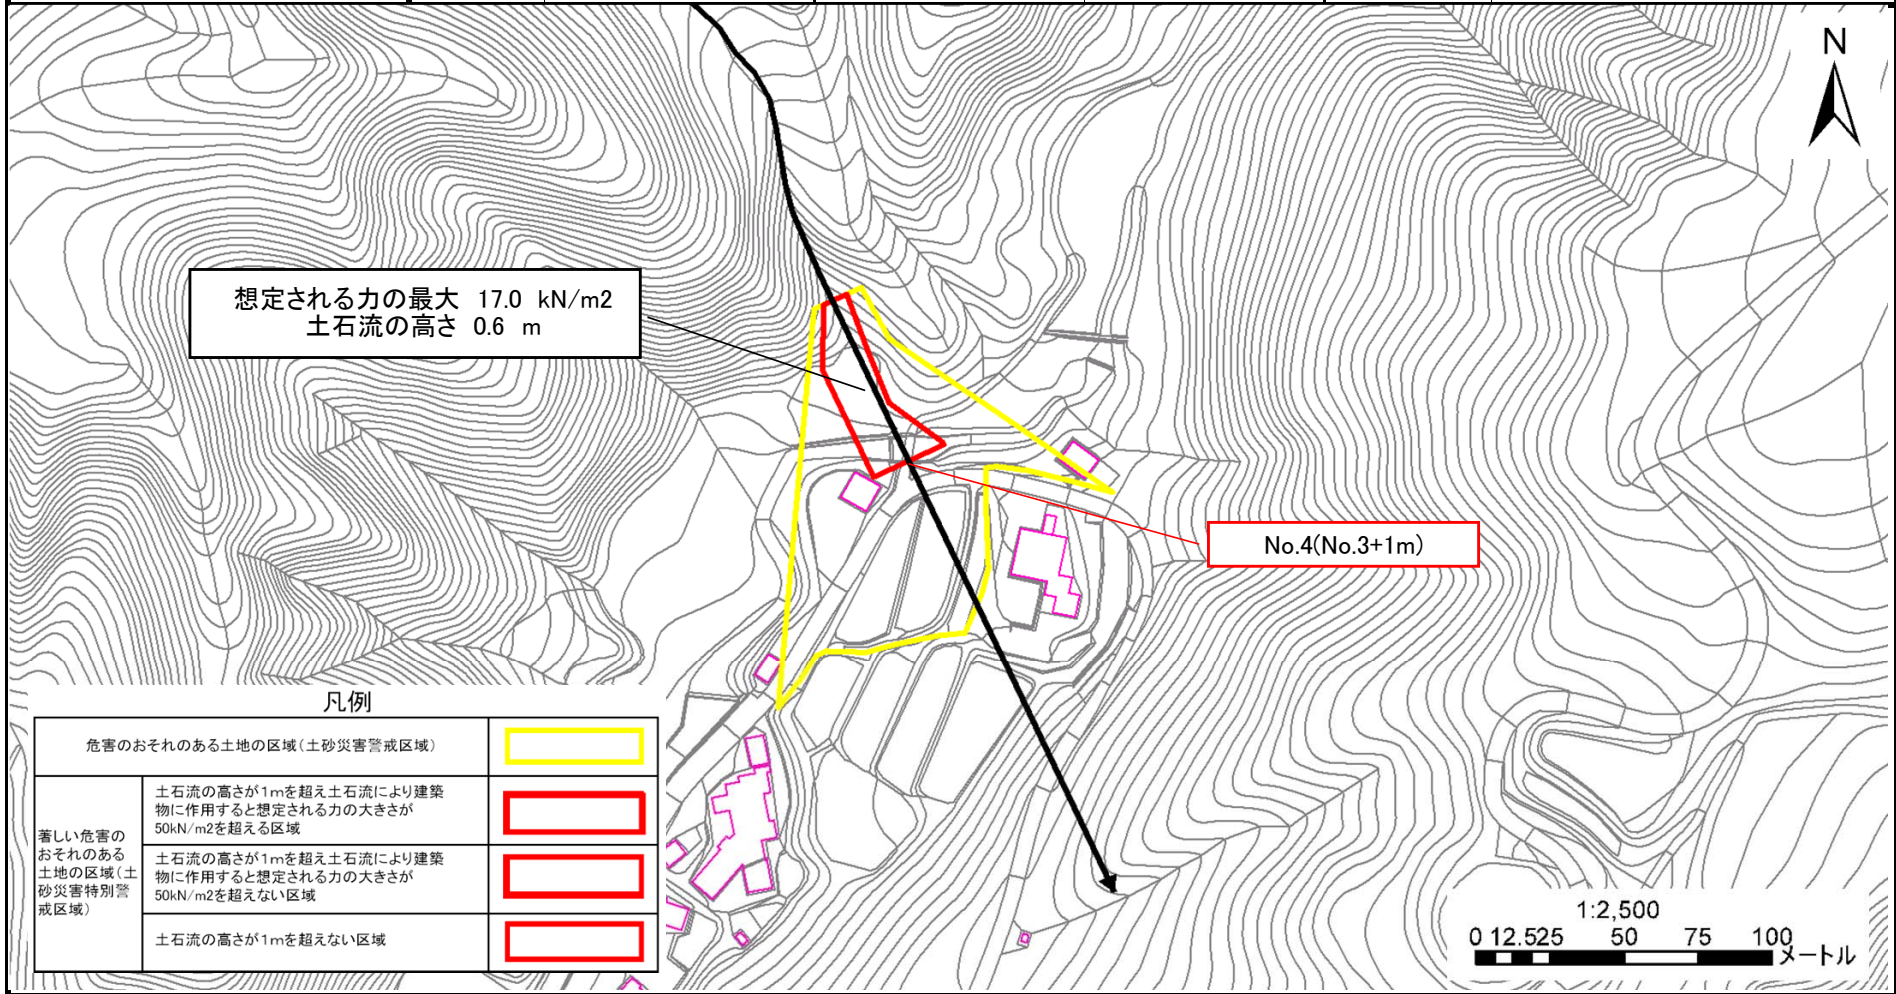 N
想定される力の最大 17.0 kN/m2
土石流の高さ 0.6 m
No.4(No.3+1m)
凡例
危害のおそれのある土地の区域(土砂災害警戒区域)
著しい危害の
おそれのある
土地の区域(土
砂災害特別警
戒区域)
土石流の高さが1mを超え土石流により建築
物に作用すると想定される力の大きさが
50kN/m2を超える区域
土石流の高さが1mを超え土石流により建築
物に作用すると想定される力の大きさが
50kN/m2を超えない区域
土石流の高さが1mを超えない区域
1:2,500
0 12.525 50 75 100
メートル